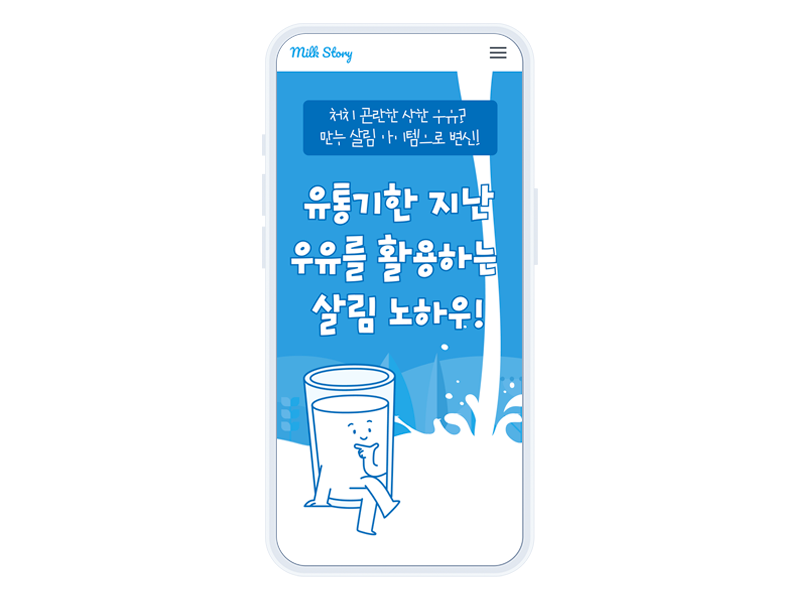 Milk Story
처치 곤란한 상한 우유?
만능 살림 아이템으로 변신!
유통기한 지난
우유를 활용하는
살림 노하우!